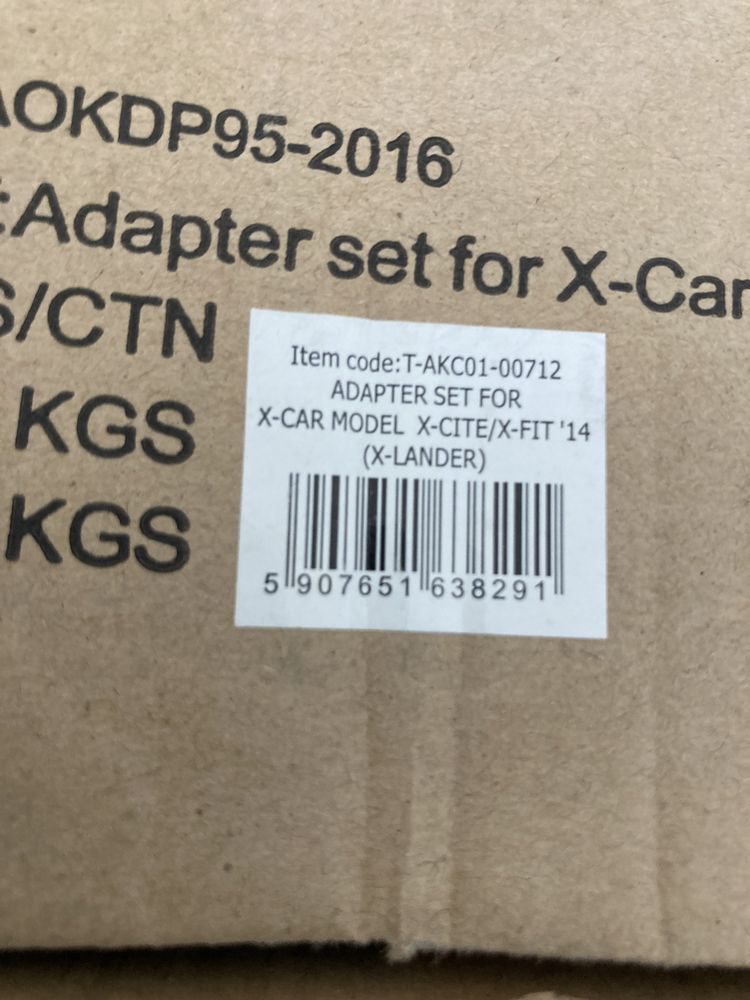 AOKDP95-2016
:Adapter set for X-Car
S/CTN
KGS
KGS
Item code:T-AKC01-00712
ADAPTER SET FOR
X-CAR MODEL X-CITE/X-FIT '14
(X-LANDER)
5 907651 638291